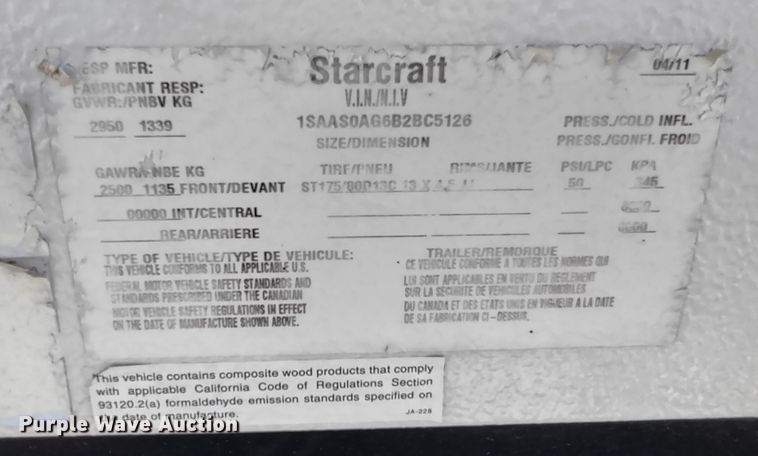 RESP MFR: Starcraft 04/11
FABRICANT RESP:
GVWR:/PNBV KG V.I.N./N.I.V
2950 1339 1SAAS0AG6B2BC5126 PRESS./COLD INFL.
SIZE/DIMENSION PRESS./GONFL FROID
GAWR/ NBE KG TIRE/PNEU RIMS/JANTE PSI/LPC KPA
2500 1135 FRONT/DEVANT ST175/80D13C 13 X 50 345
00000 INT/CENTRAL
REAR/ARRIERE
TYPE OF VEHICLE/TYPE DE VEHICULE: TRAILER/REMORQUE
THIS VEHICLE CONFORMS TO ALL APPLICABLE U.S. CE VEHICULE CONFORME A TOUTES LES NORMES QUI
FEDERAL MOTOR VEHICLE SAFETY STANDARDS AND LUI SONT APPLICABLES EN VERTU DU REGLEMENT
STANDARDS PRESCRIBED UNDER THE CANADIAN SUR LA SECURITE DE VEHICULES AUTOMOBILES
MOTOR VEHICLE SAFETY REGULATIONS IN EFFECT DU CANADA ET DES ETATS UNIS EN VIGUEUR A LA DATE
ON THE DATE OF MANUFACTURE SHOWN ABOVE. DE SA FABRICATION CI-DESSUS.
This vehicle contains composite wood products that comply
with applicable California Code of Regulations Section
93120.2(a) formaldehyde emission standards specified on
the date of manufacture. JA-228
Purple Wave Auction